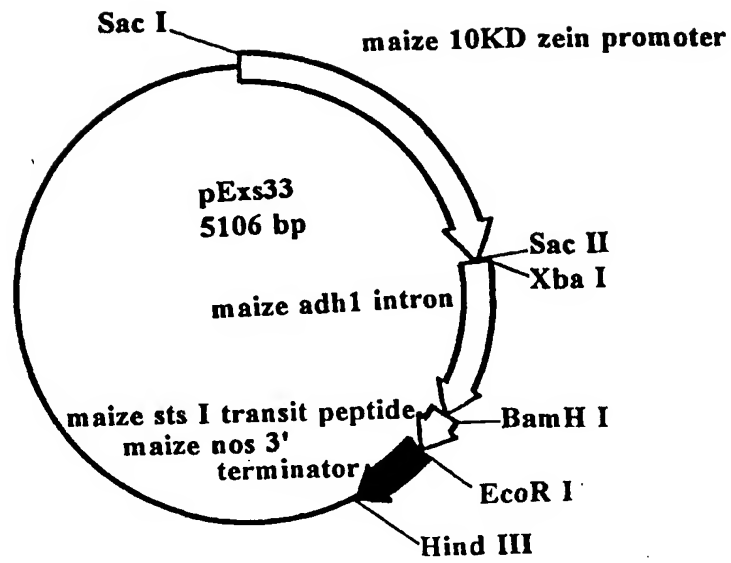 Sac I
maize 10KD zein promoter
pExs33
5106 bp
Sac II
Xba I
maize adh1 intron
maize sts I transit peptide
BamH I
maize nos 3'
terminator
EcoR I
Hind III